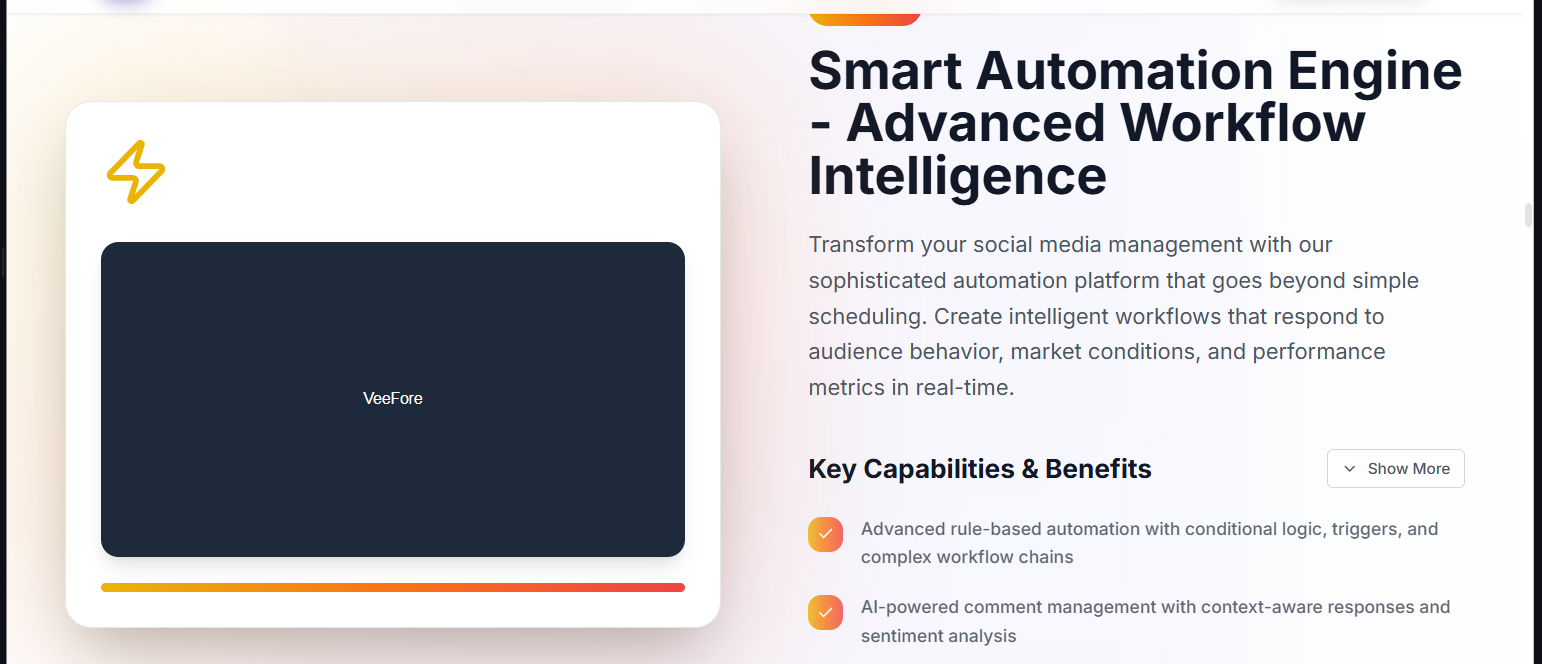 Smart Automation Engine
- Advanced Workflow
Intelligence
Transform your social media management with our
sophisticated automation platform that goes beyond simple
scheduling. Create intelligent workflows that respond to
audience behavior, market conditions, and performance
metrics in real-time.
VeeFore
Key Capabilities & Benefits
Show More
Advanced rule-based automation with conditional logic, triggers, and
complex workflow chains
AI-powered comment management with context-aware responses and
sentiment analysis